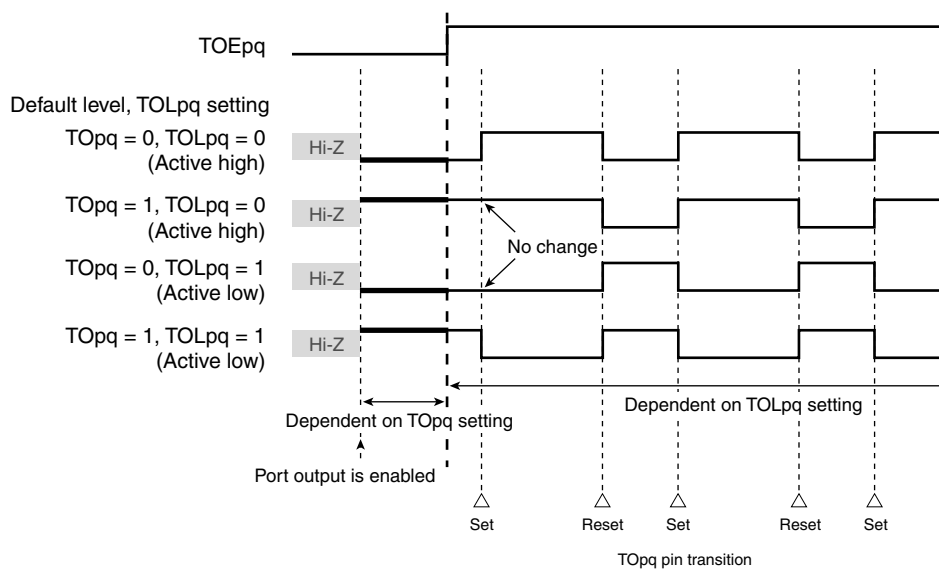 TOEpq
Default level, TOLpq setting
TOpq = 0, TOLpq = 0
(Active high)
Hi-Z
TOpq = 1, TOLpq = 0
(Active high)
Hi-Z
No change
TOpq = 0, TOLpq = 1
(Active low)
Hi-Z
TOpq = 1, TOLpq = 1
(Active low)
Hi-Z
Dependent on TOpq setting
Dependent on TOLpq setting
Port output is enabled
Set
Reset
Set
Reset
Set
TOpq pin transition